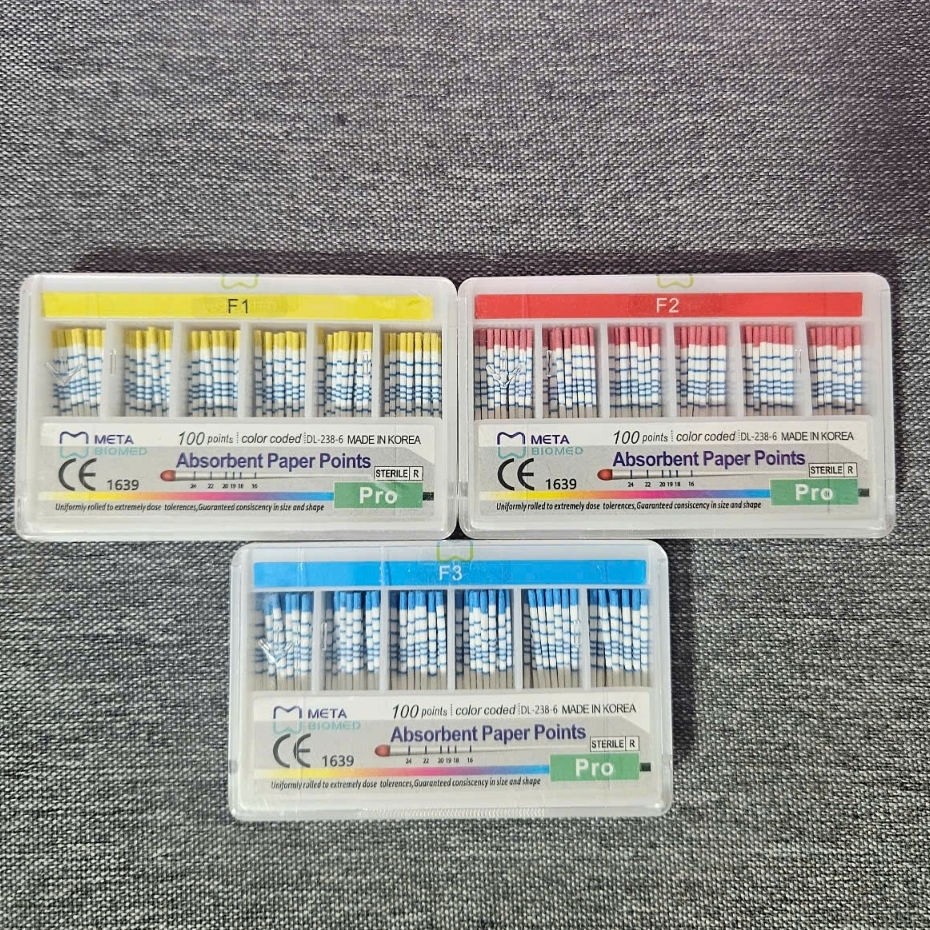 F1
META
BIOMED
100 points color coded DL-238-6 MADE IN KOREA
Absorbent Paper Points
CE 1639
24 22 20 19 18 16
STERILE R
Pro
Uniformly rolled to extremely dose tolerences,Guaranteed consiscency in size and shape
F2
META
BIOMED
100 points color coded DL-238-6 MADE IN KOREA
Absorbent Paper Points
CE 1639
24 22 20 19 18 16
STERILE R
Pro
Uniformly rolled to extremely dose tolerences,Guaranteed consiscency in size and shape
F3
META
BIOMED
100 points color coded DL-238-6 MADE IN KOREA
Absorbent Paper Points
CE 1639
24 22 20 19 18 16
STERILE R
Pro
Uniformly rolled to extremely dose tolerences,Guaranteed consiscency in size and shape